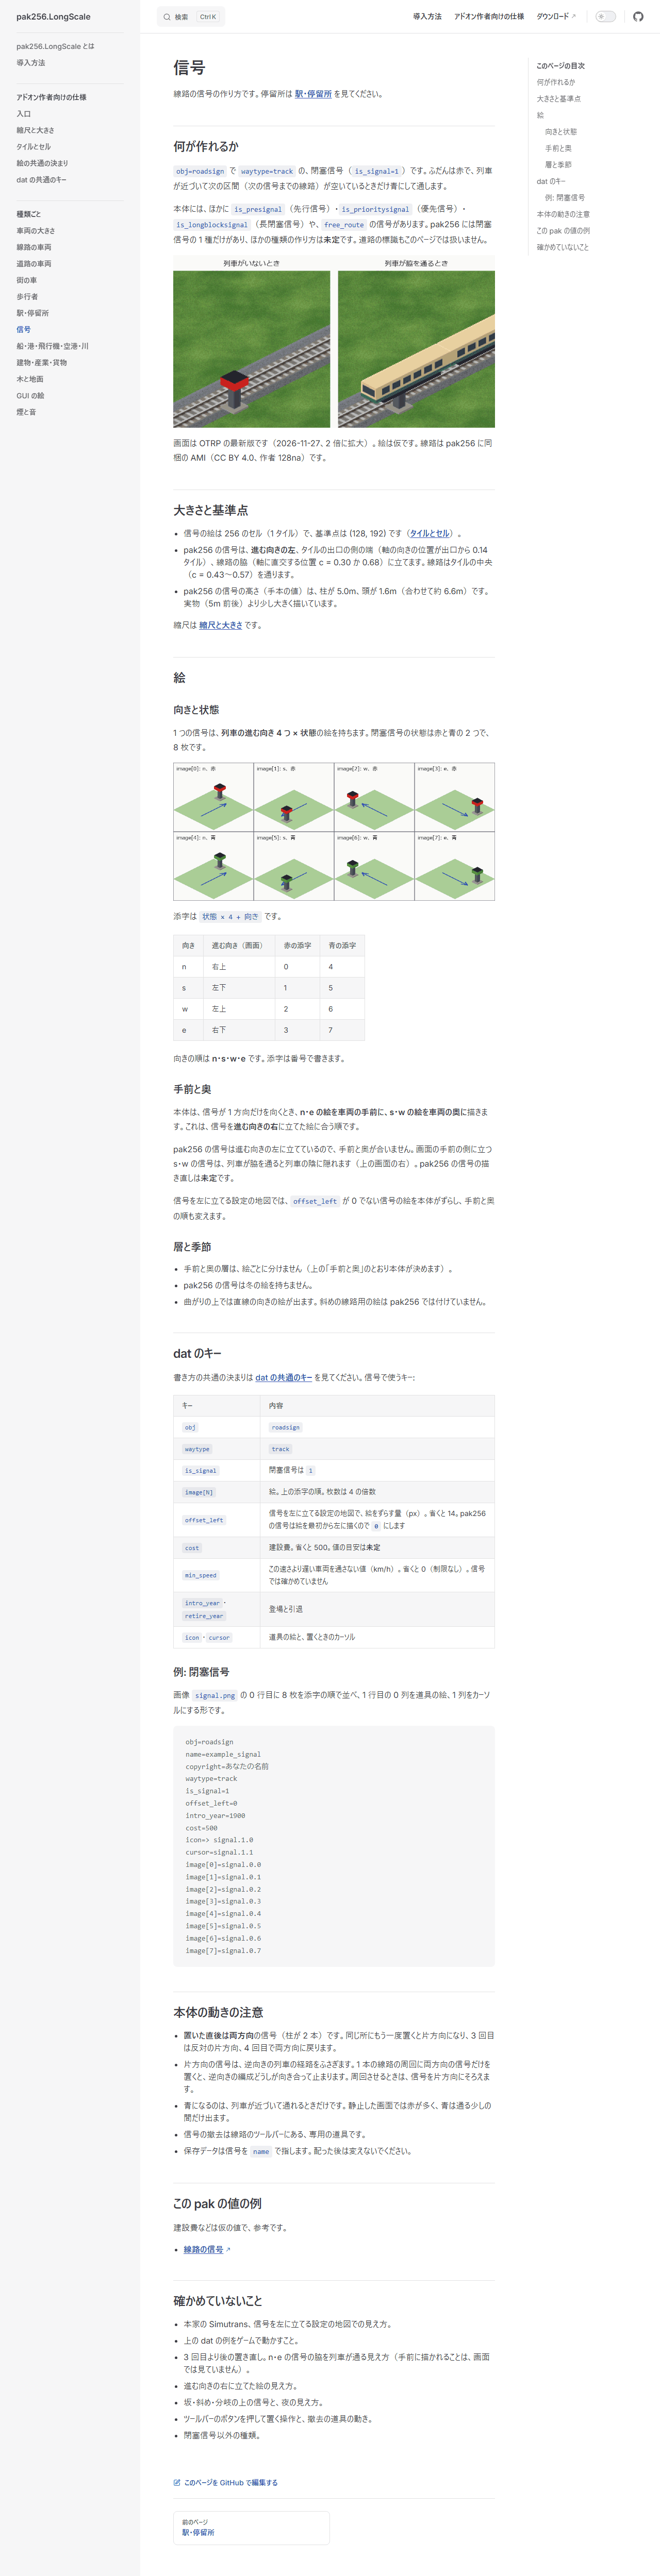 pak256.LongScale
検索 Ctrl K
導入方法 アドオン作者向けの仕様 ダウンロード ↗
pak256.LongScale とは
導入方法
アドオン作者向けの仕様
入口
縮尺と大きさ
タイルとセル
絵の共通の決まり
dat の共通のキー
種類ごと
車両の大きさ
線路の車両
道路の車両
街の車
歩行者
駅・停留所
信号
船・港・飛行機・空港・川
建物・産業・貨物
木と地面
GUI の絵
煙と音
このページの目次
何が作れるか
大きさと基準点
絵
向きと状態
手前と奥
層と季節
dat のキー
例: 閉塞信号
本体の動きの注意
この pak の値の例
確かめていないこと
信号
線路の信号の作り方です。停留所は 駅・停留所 を見てください。
何が作れるか
obj=roadsign で waytype=track の、閉塞信号（ is_signal=1 ）です。ふだんは赤で、列車
が近づいて次の区間（次の信号までの線路）が空いているときだけ青にして通します。
本体には、ほかに is_presignal （先行信号）・ is_prioritysignal （優先信号）・
is_longblocksignal （長閉塞信号）や、 free_route の信号があります。pak256 には閉塞
信号の 1 種だけがあり、ほかの種類の作り方は未定です。道路の標識もこのページでは扱いません。
列車がいないとき
列車が脇を通るとき
画面は OTRP の最新版です（2026-11-27、2 倍に拡大）。絵は仮です。線路は pak256 に同
梱の AMI（CC BY 4.0、作者 128na）です。
大きさと基準点
• 信号の絵は 256 のセル（1 タイル）で、基準点は (128, 192) です（タイルとセル）。
• pak256 の信号は、進む向きの左、タイルの出口の側の端（軸の向きの位置が出口から 0.14
タイル）、線路の脇（軸に直交する位置 c = 0.30 か 0.68）に立てます。線路はタイルの中央
（c = 0.43〜0.57）を通ります。
• pak256 の信号の高さ（手本の値）は、柱が 5.0m、頭が 1.6m（合わせて約 6.6m）です。
実物（5m 前後）より少し大きく描いています。
縮尺は 縮尺と大きさ です。
絵
向きと状態
1 つの信号は、列車の進む向き 4 つ × 状態の絵を持ちます。閉塞信号の状態は赤と青の 2 つで、
8 枚です。
image[0]: n、赤
image[1]: s、赤
image[2]: w、赤
image[3]: e、赤
image[4]: n、青
image[5]: s、青
image[6]: w、青
image[7]: e、青
添字は 状態 × 4 + 向き です。
向き 進む向き（画面） 赤の添字 青の添字
n 右上 0 4
s 左下 1 5
w 左上 2 6
e 右下 3 7
向きの順は n・s・w・e です。添字は番号で書きます。
手前と奥
本体は、信号が 1 方向だけを向くとき、n・e の絵を車両の手前に、s・w の絵を車両の奥に描きま
す。これは、信号を進む向きの右に立てた絵に合う順です。
pak256 の信号は進む向きの左に立てているので、手前と奥が合いません。画面の手前の側に立つ
s・w の信号は、列車が脇を通ると列車の陰に隠れます（上の画面の右）。pak256 の信号の描
き直しは未定です。
信号を左に立てる設定の地図では、 offset_left が 0 でない信号の絵を本体がずらし、手前と奥
の順も変えます。
層と季節
• 手前と奥の層は、絵ごとに分けません（上の「手前と奥」のとおり本体が決めます）。
• pak256 の信号は冬の絵を持ちません。
• 曲がりの上では直線の向きの絵が出ます。斜めの線路用の絵は pak256 では付けていません。
dat のキー
書き方の共通の決まりは dat の共通のキー を見てください。信号で使うキー:
キー 内容
obj roadsign
waytype track
is_signal 閉塞信号は 1
image[N] 絵。上の添字の順。枚数は 4 の倍数
offset_left 信号を左に立てる設定の地図で、絵をずらす量（px）。省くと 14。pak256
の信号は絵を最初から左に描くので 0 にします
cost 建設費。省くと 500。値の目安は未定
min_speed この速さより遅い車両を通さない値（km/h）。省くと 0（制限なし）。信号
では確かめていません
intro_year・
retire_year 登場と引退
icon・cursor 道具の絵と、置くときのカーソル
例: 閉塞信号
画像 signal.png の 0 行目に 8 枚を添字の順で並べ、1 行目の 0 列を道具の絵、1 列をカーソ
ルにする形です。
obj=roadsign
name=example_signal
copyright=あなたの名前
waytype=track
is_signal=1
offset_left=0
intro_year=1900
cost=500
icon=> signal.1.0
cursor=signal.1.1
image[0]=signal.0.0
image[1]=signal.0.1
image[2]=signal.0.2
image[3]=signal.0.3
image[4]=signal.0.4
image[5]=signal.0.5
image[6]=signal.0.6
image[7]=signal.0.7
本体の動きの注意
• 置いた直後は両方向の信号（柱が 2 本）です。同じ所にもう一度置くと片方向になり、3 回目
は反対の片方向、4 回目で両方向に戻ります。
• 片方向の信号は、逆向きの列車の経路をふさぎます。1 本の線路の周回に両方向の信号だけを
置くと、逆向きの編成どうしが向き合って止まります。周回させるときは、信号を片方向にそろえま
す。
• 青になるのは、列車が近づいて通れるときだけです。静止した画面では赤が多く、青は通る少しの
間だけ出ます。
• 信号の撤去は線路のツールバーにある、専用の道具です。
• 保存データは信号を name で指します。配った後は変えないでください。
この pak の値の例
建設費などは仮の値で、参考です。
• 線路の信号 ↗
確かめていないこと
• 本家の Simutrans、信号を左に立てる設定の地図での見え方。
• 上の dat の例をゲームで動かすこと。
• 3 回目より後の置き直し。n・e の信号の脇を列車が通る見え方（手前に描かれることは、画面
では見ていません）。
• 進む向きの右に立てた絵の見え方。
• 坂・斜め・分岐の上の信号と、夜の見え方。
• ツールバーのボタンを押して置く操作と、撤去の道具の動き。
• 閉塞信号以外の種類。
このページを GitHub で編集する
前のページ
駅・停留所